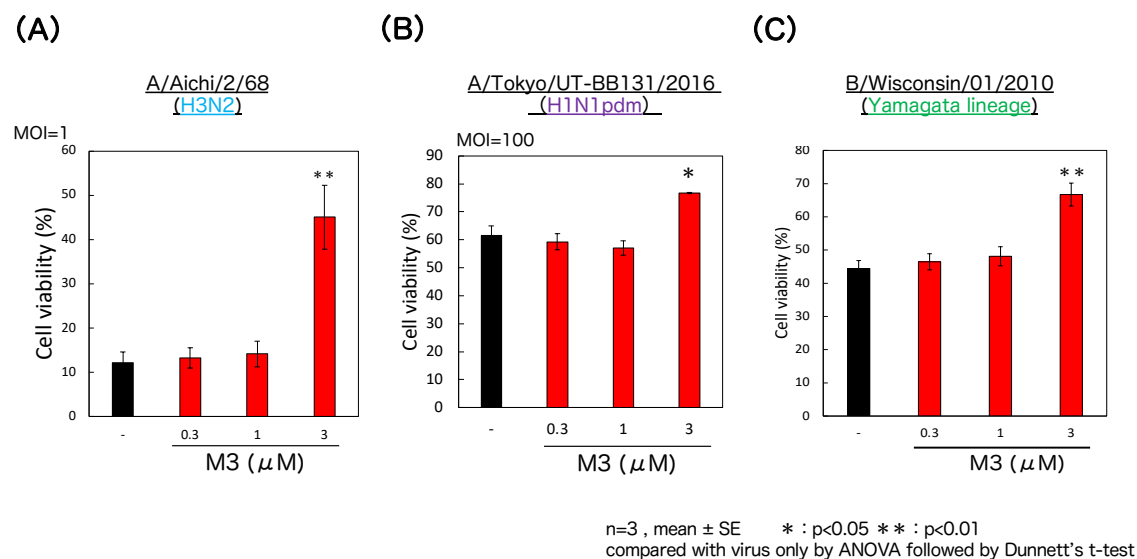 (A)
A/Aichi/2/68
(H3N2)
MOI=1
60
50
40
30
20
10
0
Cell viability (%)
**
- 0.3 1 3
M3 (μM)
(B)
A/Tokyo/UT-BB131/2016
(H1N1pdm)
MOI=100
90
80
70
60
50
40
30
20
10
0
Cell viability (%)
*
- 0.3 1 3
M3 (μM)
(C)
B/Wisconsin/01/2010
(Yamagata lineage)
80
70
60
50
40
30
20
10
0
Cell viability (%)
**
- 0.3 1 3
M3 (μM)
n=3 , mean ± SE * : p<0.05 ** : p<0.01
compared with virus only by ANOVA followed by Dunnett's t-test